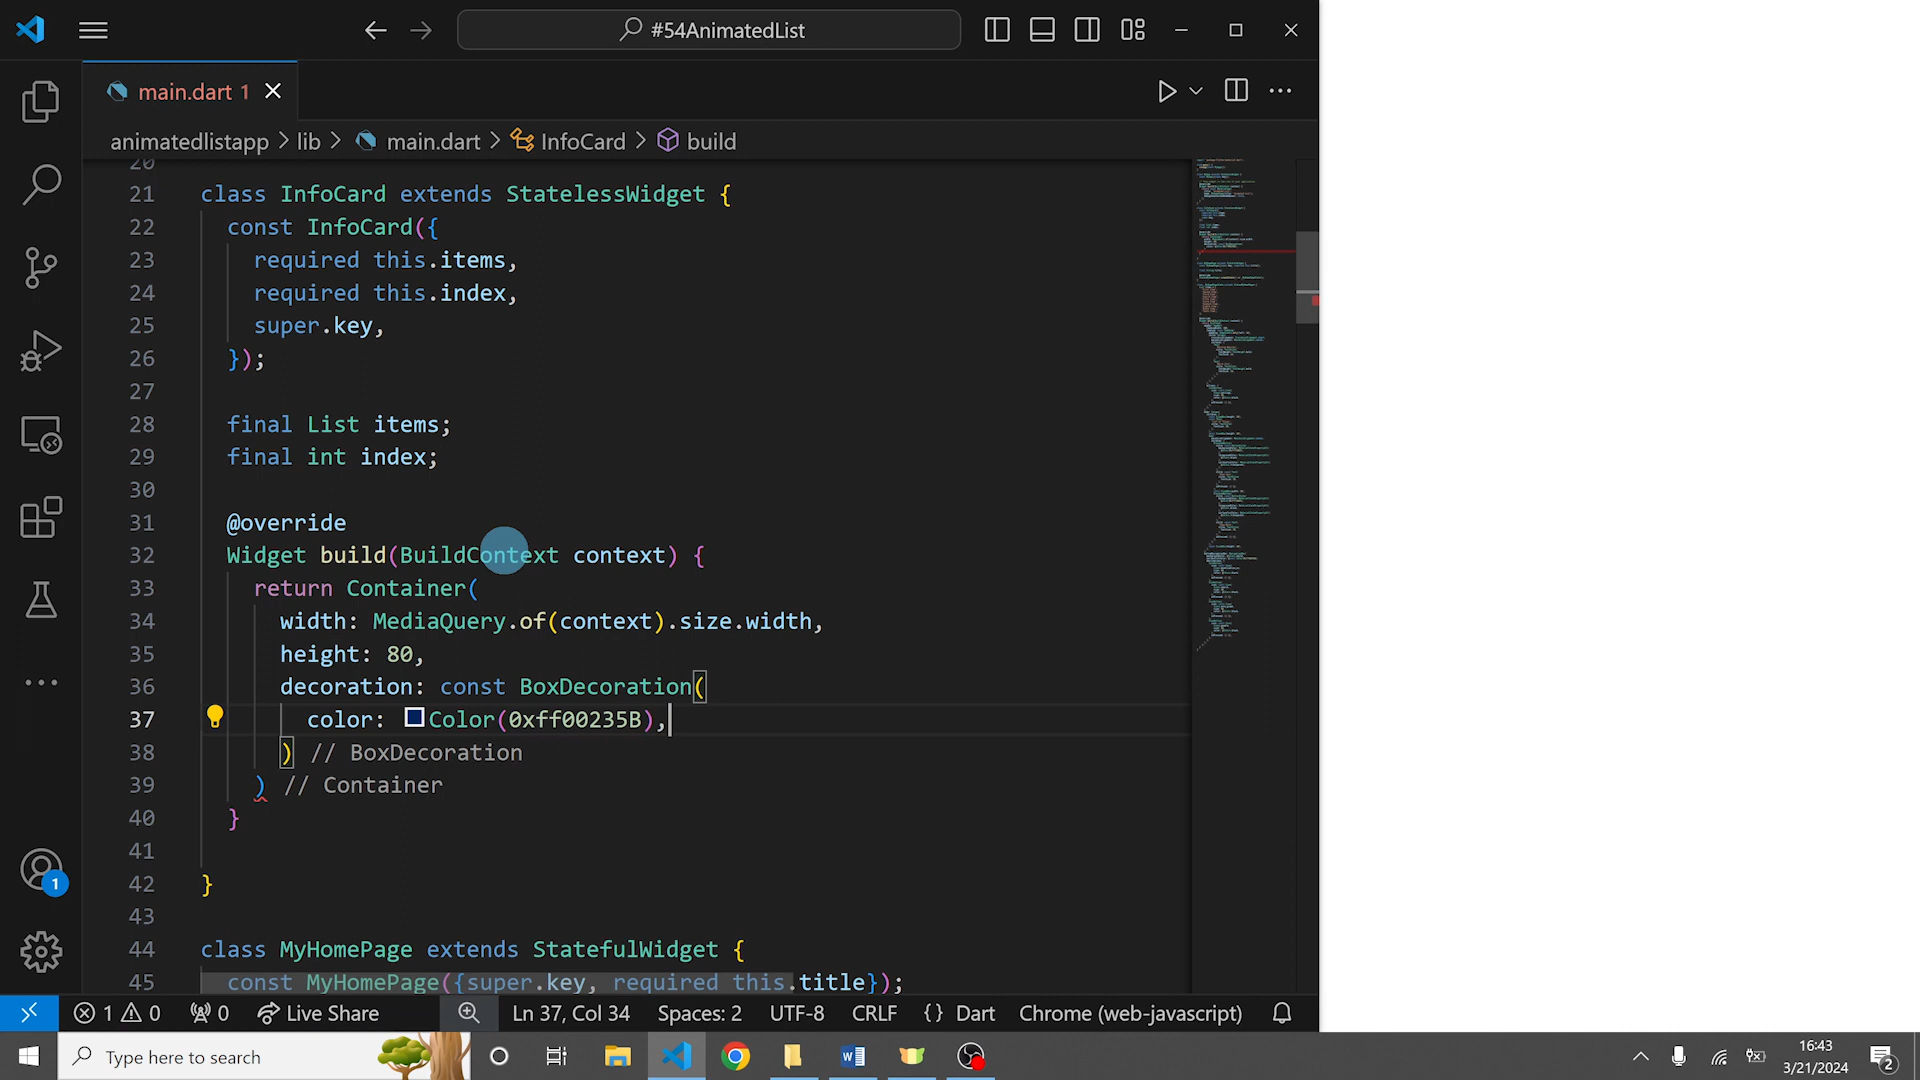 #54AnimatedList
main.dart 1
animatedlistapp > lib > main.dart > InfoCard > build
20
21 class InfoCard extends StatelessWidget {
22 const InfoCard({
23 required this.items,
24 required this.index,
25 super.key,
26 });
27
28 final List items;
29 final int index;
30
31 @override
32 Widget build(BuildContext context) {
33 return Container(
34 width: MediaQuery.of(context).size.width,
35 height: 80,
36 decoration: const BoxDecoration(
37 color: Color(0xff00235B),
38 ) // BoxDecoration
39 ) // Container
40 }
41
42 }
43
44 class MyHomePage extends StatefulWidget {
45 const MyHomePage({super.key, required this.title});
1
1 0 0 Live Share Ln 37, Col 34 Spaces: 2 UTF-8 CRLF {} Dart Chrome (web-javascript)
Type here to search
16:43
3/21/2024
2